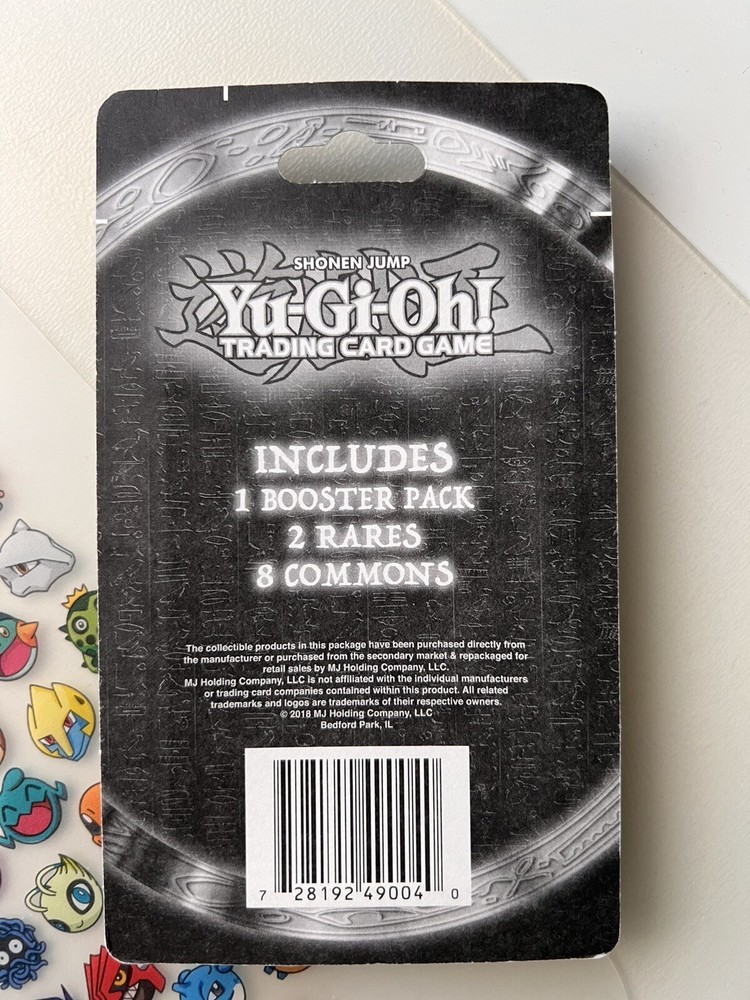 SHONEN JUMP
Yu-Gi-Oh!
TRADING CARD GAME
INCLUDES
1 BOOSTER PACK
2 RARES
8 COMMONS
The collectible products in this package have been purchased directly from
the manufacturer or purchased from the secondary market & repackaged for
retail sales by MJ Holding Company, LLC.
MJ Holding Company, LLC is not affiliated with the individual manufacturers
or trading card companies contained within this product. All related
trademarks and logos are trademarks of their respective owners.
© 2018 MJ Holding Company, LLC
Bedford Park, IL
7 28192 49004 0